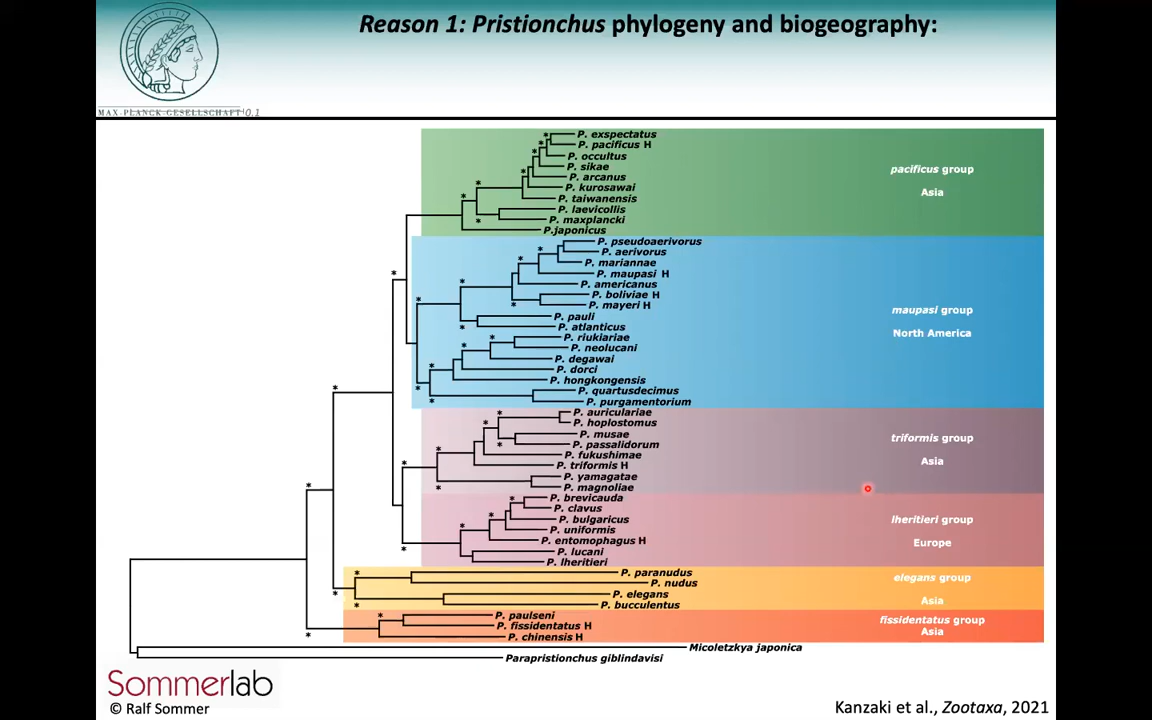 Reason 1: Pristionchus phylogeny and biogeography:
MAX-PLANCK-GESELLSCHAFT 0.1
P. exspectatus
P. pacificus H
P. occultus
P. sikae
P. arcanus
P. kurosawai
P. taiwanensis
P. laevicollis
P. maxplancki
P.japonicus
pacificus group
Asia
P. pseudoaerivorus
P. aerivorus
P. mariannae
P. maupasi H
P. americanus
P. boliviae H
P. mayeri H
P. pauli
P. atlanticus
P. riukiariae
P. neolucani
P. degawai
P. dorci
P. hongkongensis
P. quartusdecimus
P. purgamentorium
maupasi group
North America
P. auriculariae
P. hoplostomus
P. musae
P. passalidorum
P. fukushimae
P. triformis H
P. yamagatae
P. magnoliae
triformis group
Asia
P. brevicauda
P. clavus
P. bulgaricus
P. uniformis
P. entomophagus H
P. lucani
P. lheritieri
lheritieri group
Europe
P. paranudus
P. nudus
P. elegans
P. bucculentus
elegans group
Asia
P. paulseni
P. fissidentatus H
P. chinensis H
fissidentatus group
Asia
Micoletzkya japonica
Parapristionchus giblindavisi
Sommerlab
© Ralf Sommer
Kanzaki et al., Zootaxa, 2021